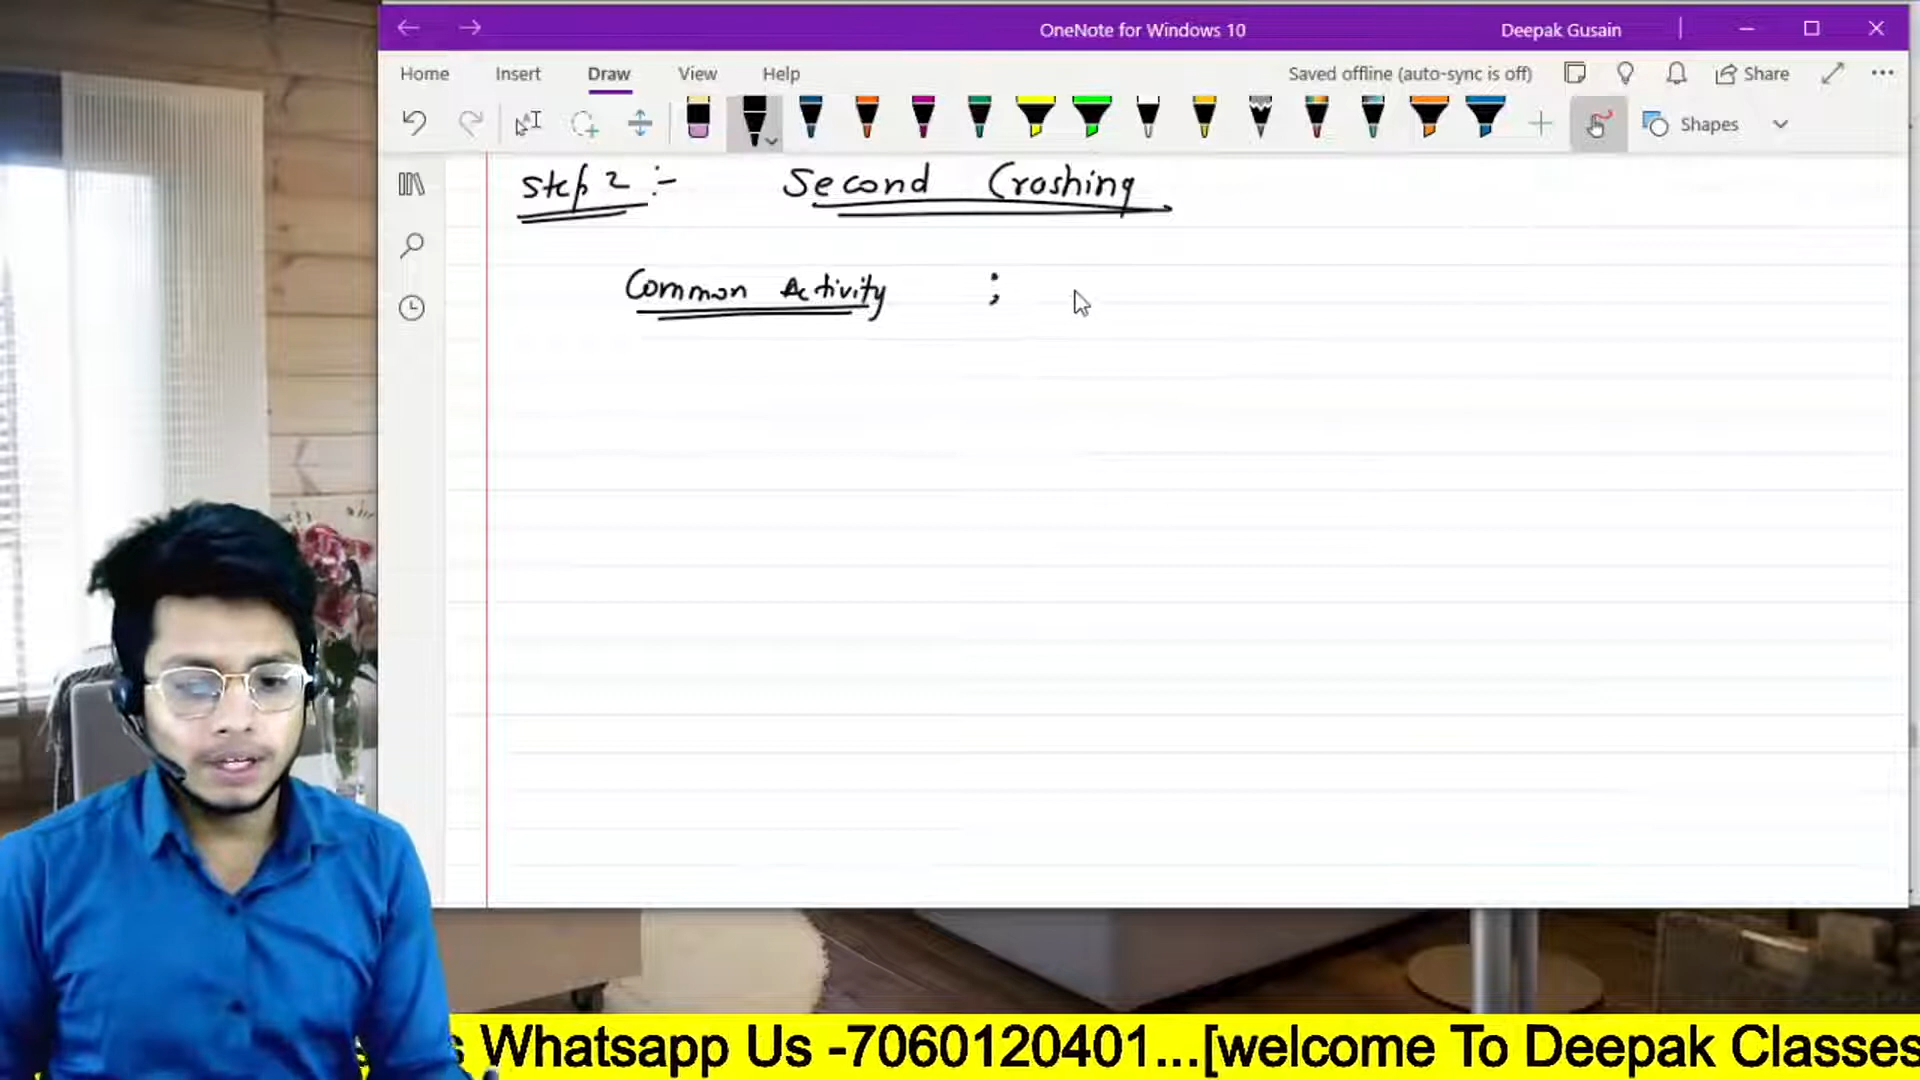 OneNote for Windows 10
Deepak Gusain
Home Insert Draw View Help
Saved offline (auto-sync is off) Share
Shapes
Step 2 :- Second Crashing
Common Activity :
Whatsapp Us -7060120401...[welcome To Deepak Classes